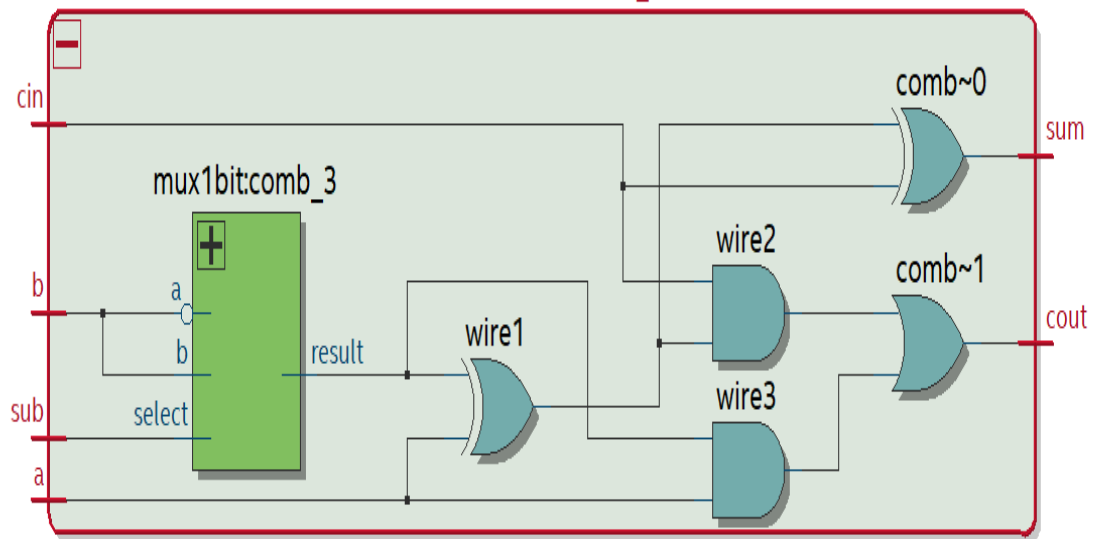 comb~0
cin
sum
mux1bit:comb_3
wire2
comb~1
b
a
cout
b
result
wire1
sub
select
wire3
a